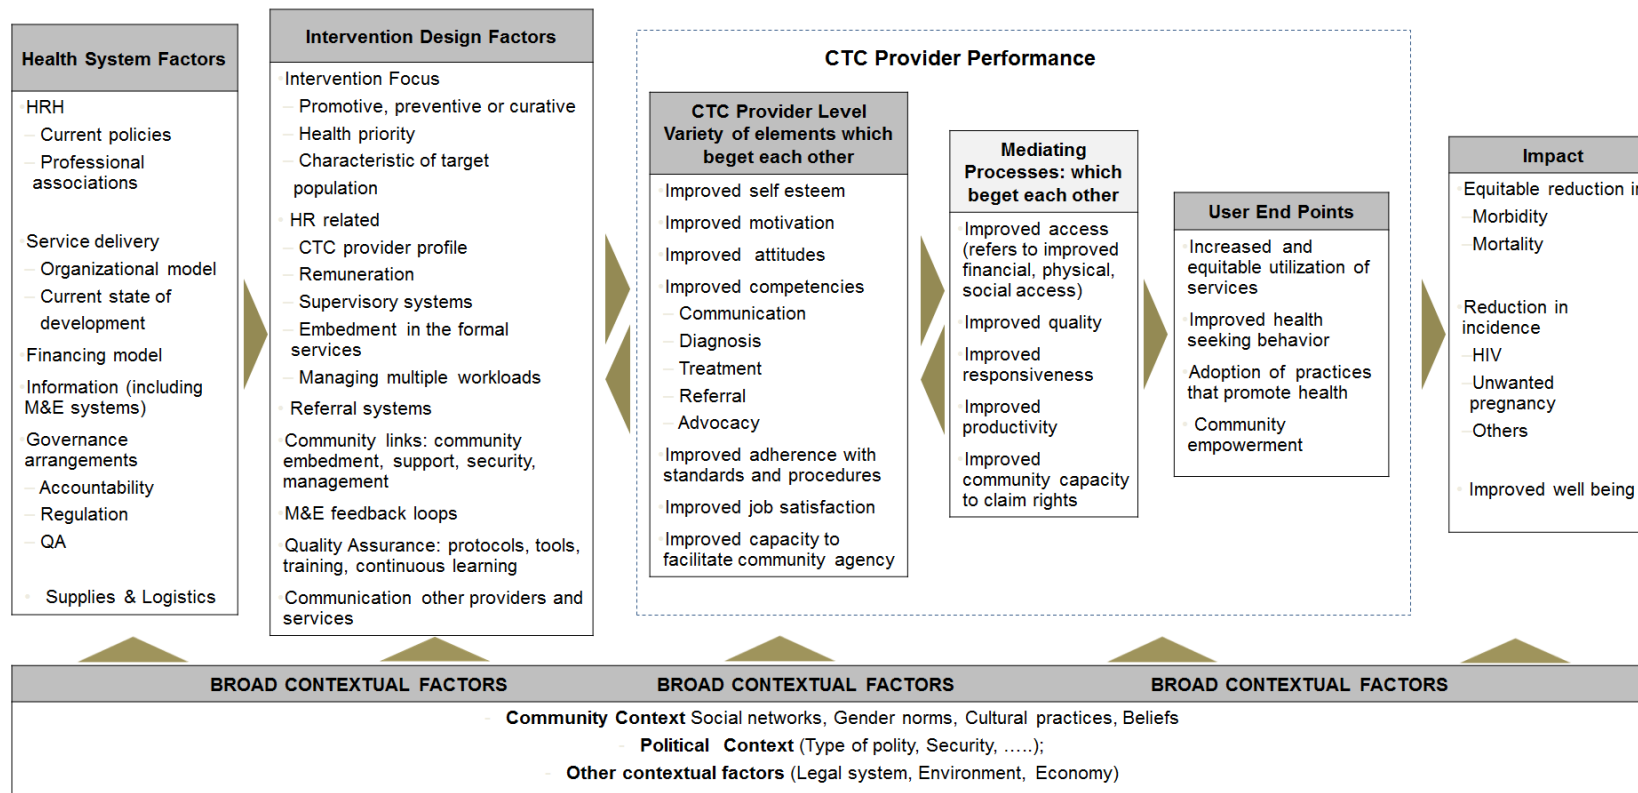 Health System Factors
HRH
– Current policies
– Professional
associations
Service delivery
– Organizational model
– Current state of
development
Financing model
Information (including
M&E systems)
Governance
arrangements
– Accountability
– Regulation
– QA
Supplies & Logistics
Intervention Design Factors
Intervention Focus
– Promotive, preventive or curative
– Health priority
– Characteristic of target
population
HR related
– CTC provider profile
– Remuneration
– Supervisory systems
– Embedment in the formal
services
– Managing multiple workloads
Referral systems
Community links: community
embedment, support, security,
management
M&E feedback loops
Quality Assurance: protocols, tools,
training, continuous learning
Communication other providers and
services
CTC Provider Performance
CTC Provider Level
Variety of elements which
beget each other
Improved self esteem
Improved motivation
Improved attitudes
Improved competencies
– Communication
– Diagnosis
– Treatment
– Referral
– Advocacy
Improved adherence with
standards and procedures
Improved job satisfaction
Improved capacity to
facilitate community agency
Mediating
Processes: which
beget each other
Improved access
(refers to improved
financial, physical,
social access)
Improved quality
Improved
responsiveness
Improved
productivity
Improved
community capacity
to claim rights
User End Points
Increased and
equitable utilization of
services
Improved health
seeking behavior
Adoption of practices
that promote health
Community
empowerment
Impact
Equitable reduction in
– Morbidity
– Mortality
Reduction in
incidence
– HIV
– Unwanted
pregnancy
– Others
Improved well being
BROAD CONTEXTUAL FACTORS BROAD CONTEXTUAL FACTORS BROAD CONTEXTUAL FACTORS
- Community Context Social networks, Gender norms, Cultural practices, Beliefs
- Political Context (Type of polity, Security, …..);
- Other contextual factors (Legal system, Environment, Economy)